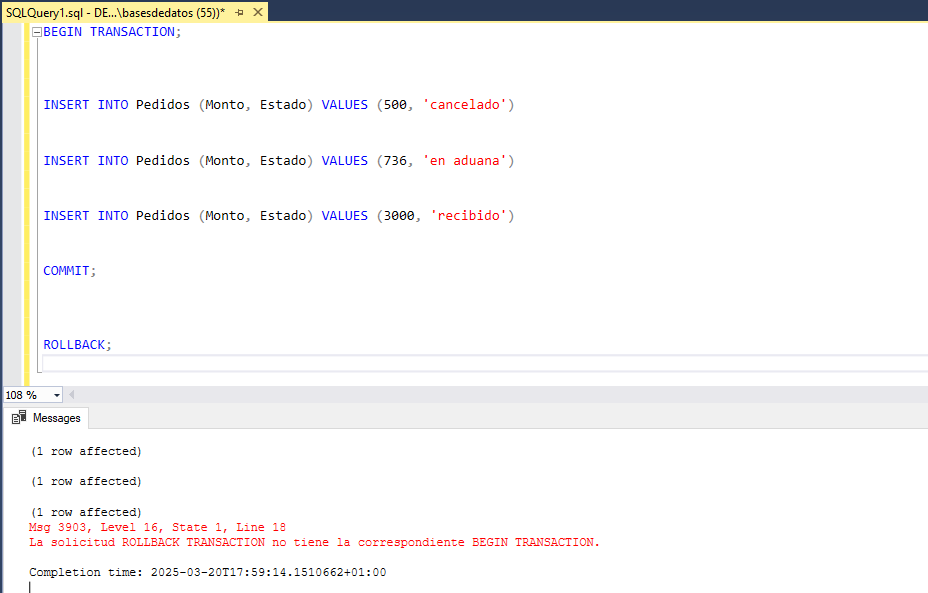 SQLQuery1.sql - DE...\basesdedatos (55))*
BEGIN TRANSACTION;
INSERT INTO Pedidos (Monto, Estado) VALUES (500, 'cancelado')
INSERT INTO Pedidos (Monto, Estado) VALUES (736, 'en aduana')
INSERT INTO Pedidos (Monto, Estado) VALUES (3000, 'recibido')
COMMIT;
ROLLBACK;
108 %
Messages
(1 row affected)
(1 row affected)
(1 row affected)
Msg 3903, Level 16, State 1, Line 18
La solicitud ROLLBACK TRANSACTION no tiene la correspondiente BEGIN TRANSACTION.
Completion time: 2025-03-20T17:59:14.1510662+01:00